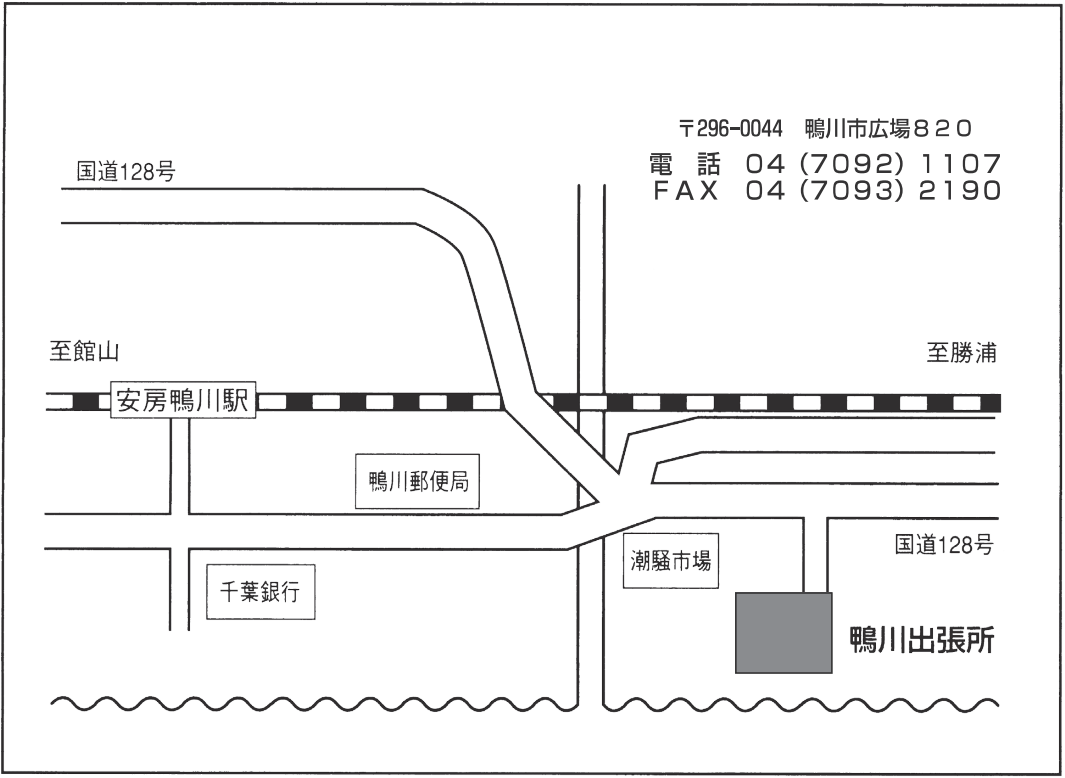 〒296-0044 鴨川市広場820
電 話 04 (7092) 1107
FAX 04 (7093) 2190
国道128号
至館山
至勝浦
安房鴨川駅
鴨川郵便局
国道128号
潮騒市場
千葉銀行
鴨川出張所